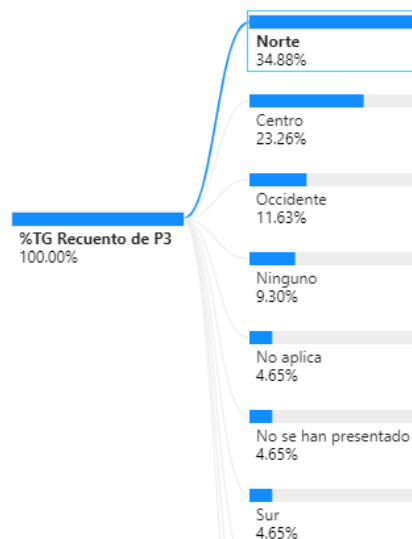 Norte
34.88%
Centro
23.26%
%TG Recuento de P3
100.00%
Occidente
11.63%
Ninguno
9.30%
No aplica
4.65%
No se han presentado
4.65%
Sur
4.65%